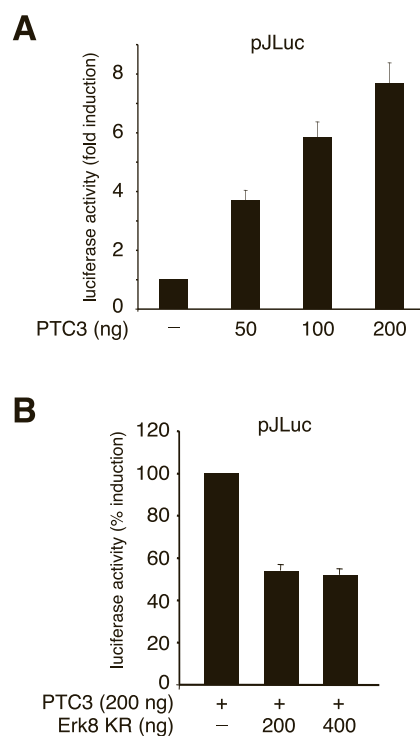 A
pJLuc
luciferase activity (fold induction)
8
6
4
2
0
PTC3 (ng) – 50 100 200
B
pJLuc
luciferase activity (% induction)
120
100
80
60
40
20
0
PTC3 (200 ng) + + +
Erk8 KR (ng) – 200 400